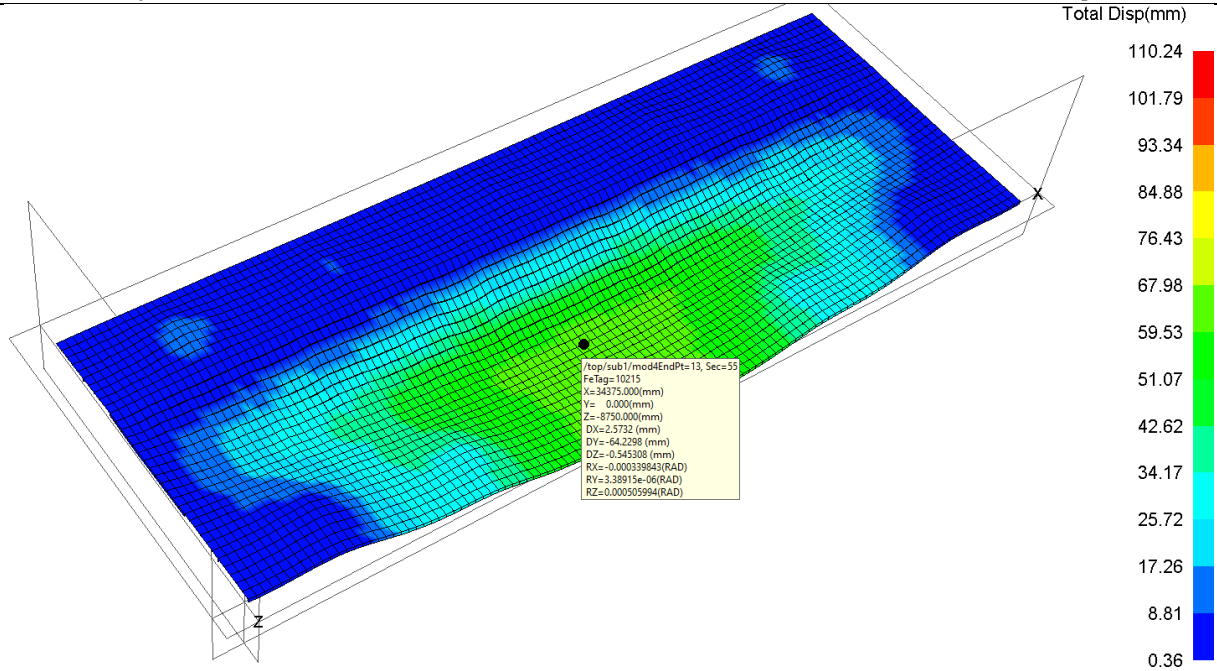 Total Disp(mm)
110.24
101.79
93.34
84.88
76.43
67.98
59.53
51.07
42.62
34.17
25.72
17.26
8.81
0.36
X
Z
/top/sub1/mod4EndPt=13, Sec=55
FeTag=10215
X=34375.000(mm)
Y= 0.000(mm)
Z=-8750.000(mm)
DX=2.5732 (mm)
DY=-64.2298 (mm)
DZ=-0.545308 (mm)
RX=-0.000339843(RAD)
RY=3.38915e-06(RAD)
RZ=0.000505994(RAD)